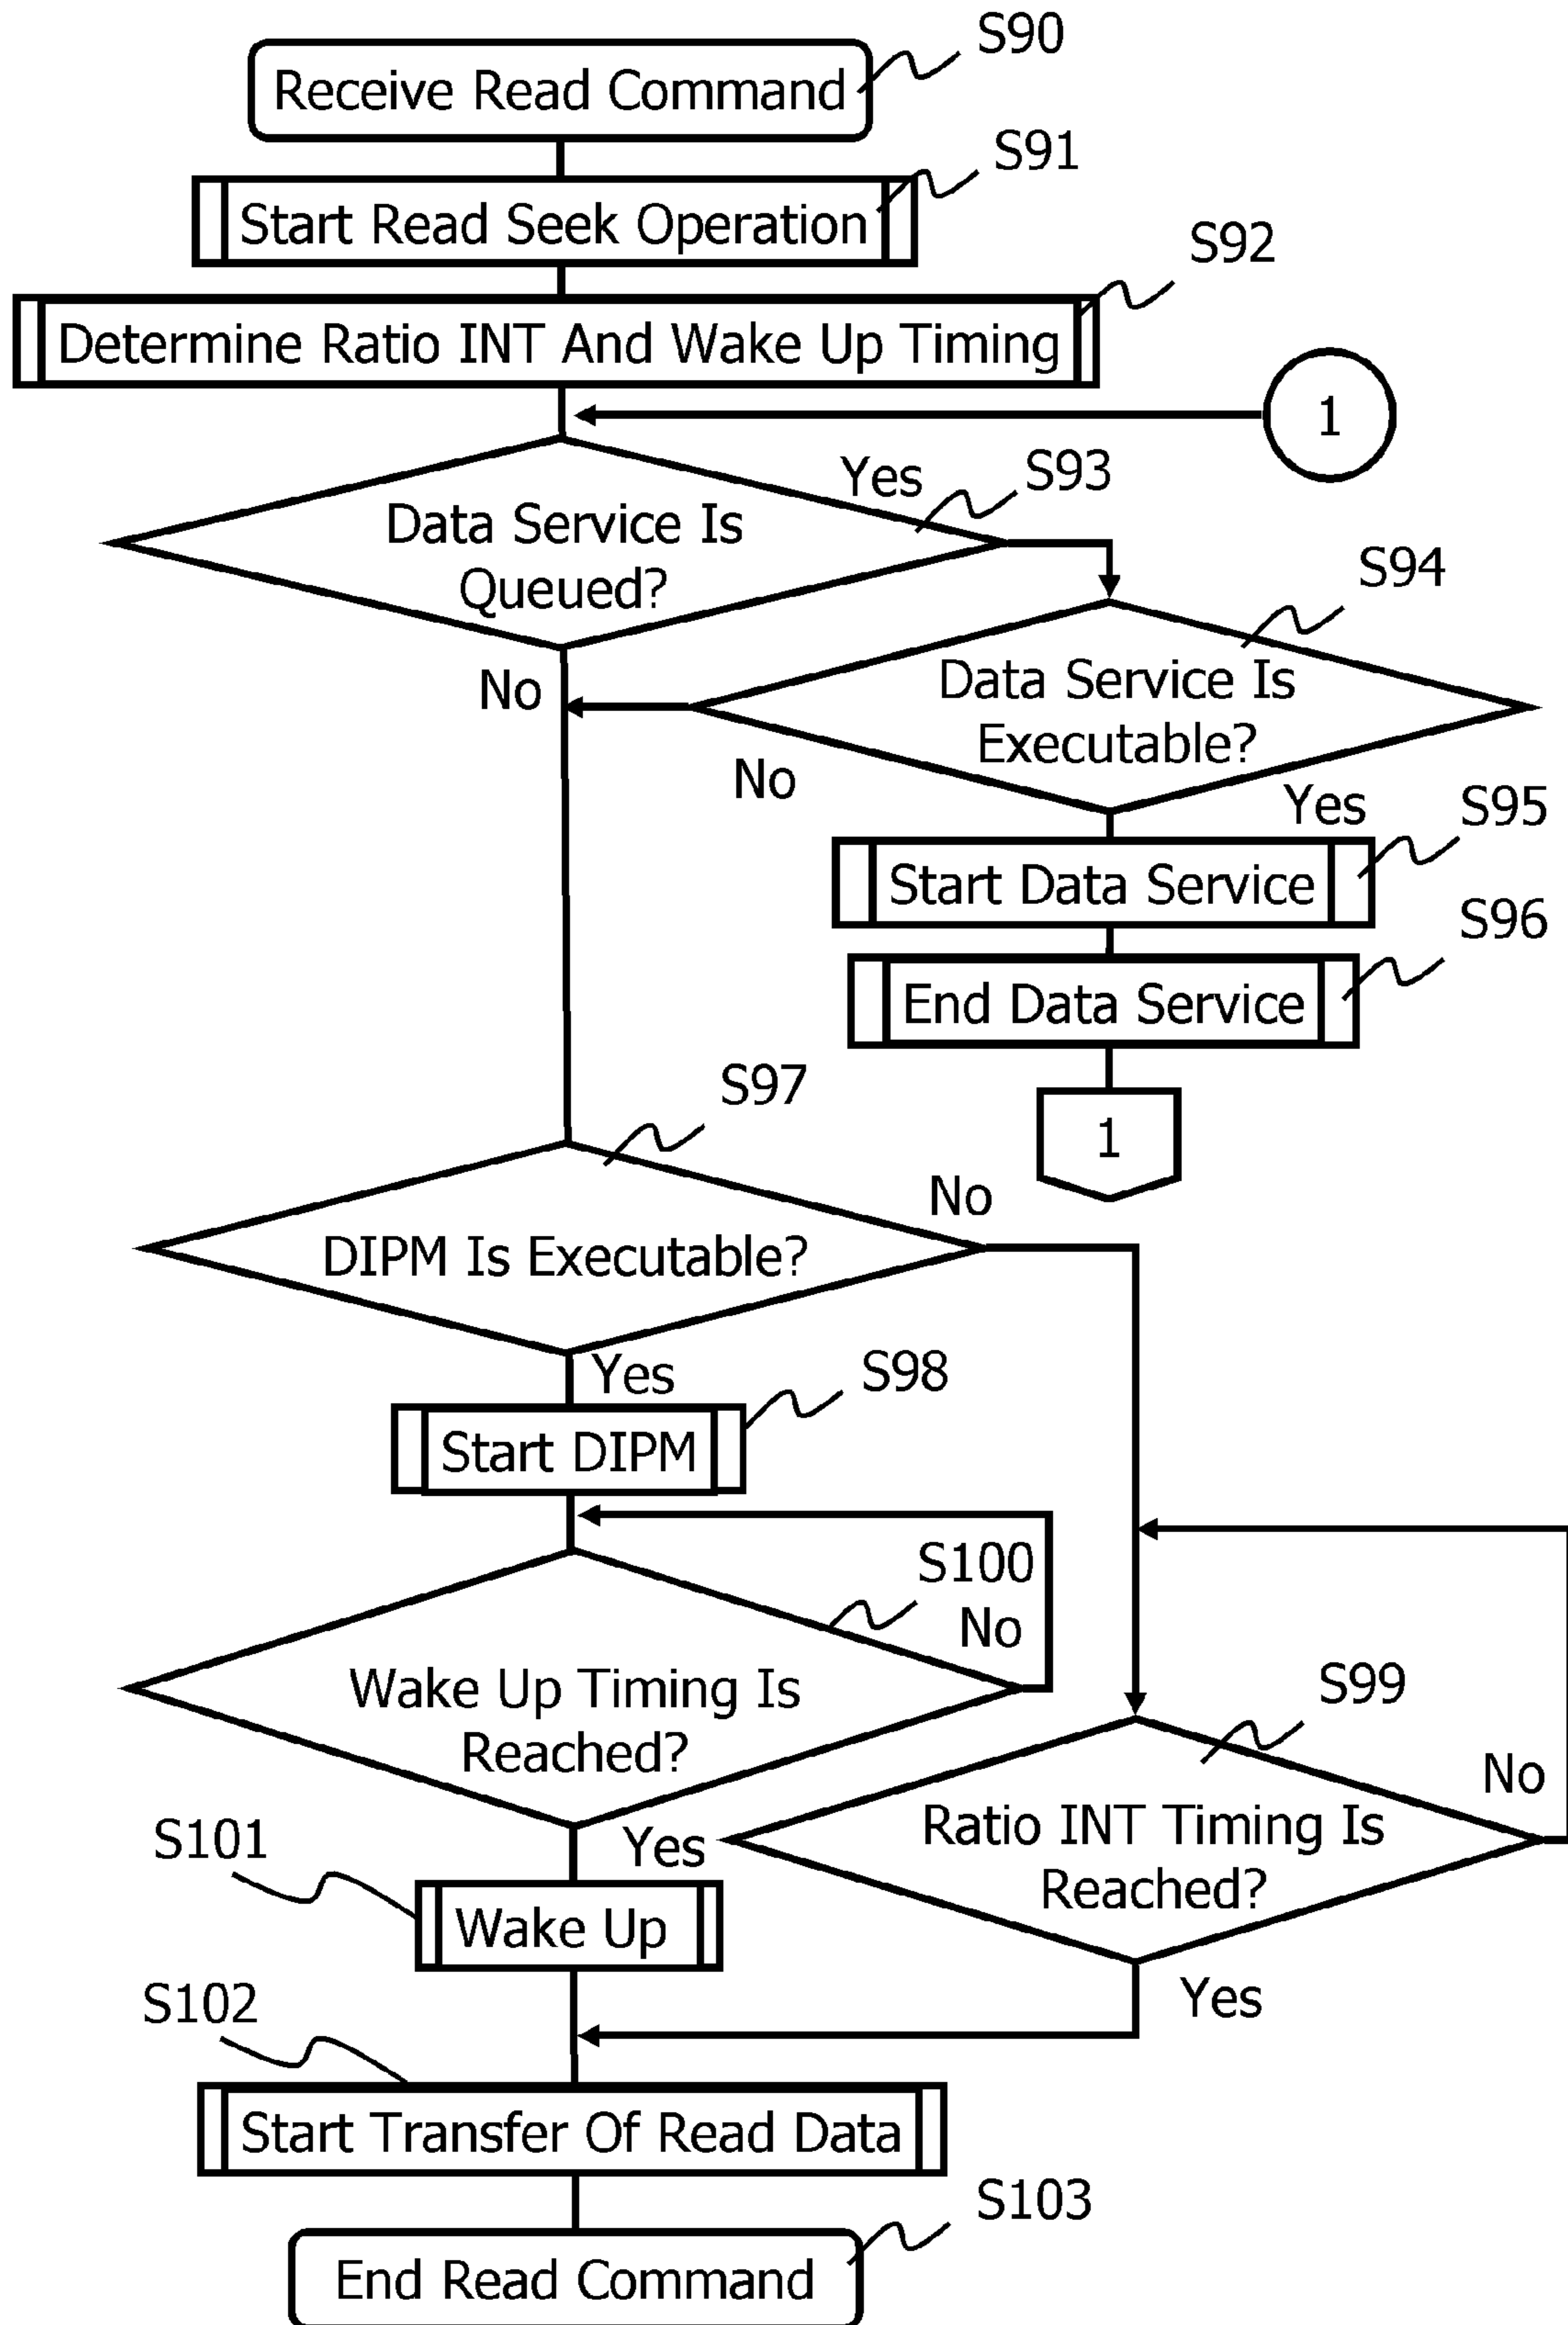 S90
Receive Read Command
S91
Start Read Seek Operation
S92
Determine Ratio INT And Wake Up Timing
1
Yes
S93
Data Service Is
Queued?
S94
No
Data Service Is
Executable?
No
Yes
S95
Start Data Service
S96
End Data Service
S97
1
No
DIPM Is Executable?
Yes
S98
Start DIPM
S100
No
S99
Wake Up Timing Is
Reached?
No
Ratio INT Timing Is
Reached?
S101
Yes
Wake Up
S102
Yes
Start Transfer Of Read Data
S103
End Read Command